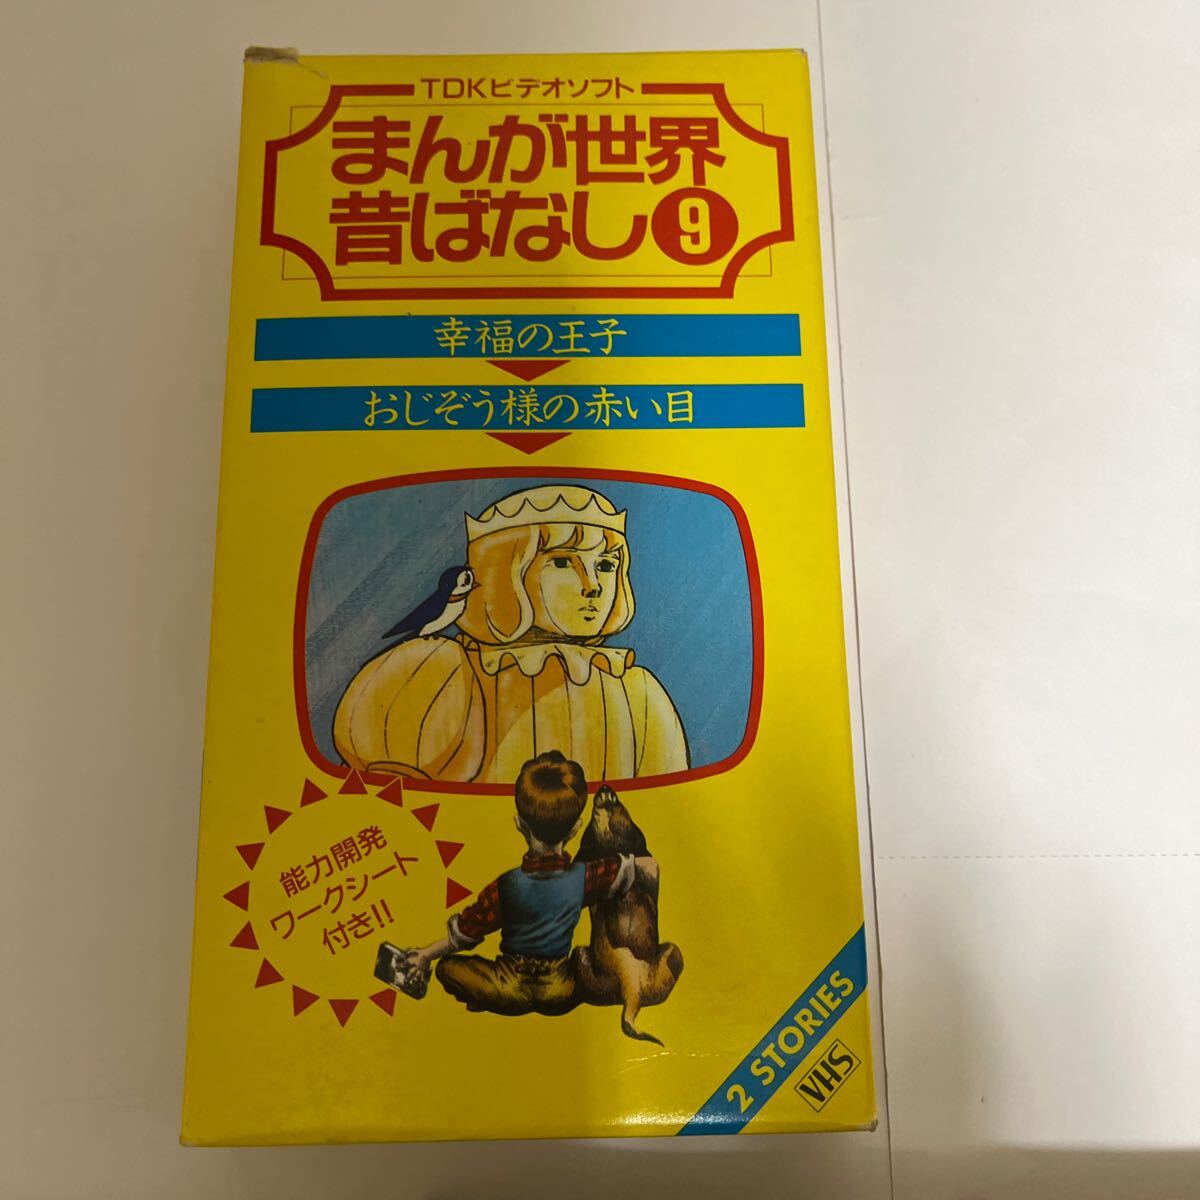 TDKビデオソフト
まんが世界
昔ばなし9
幸福の王子
おじぞう様の赤い目
能力開発
ワークシート
付き!!
2 STORIES
VHS